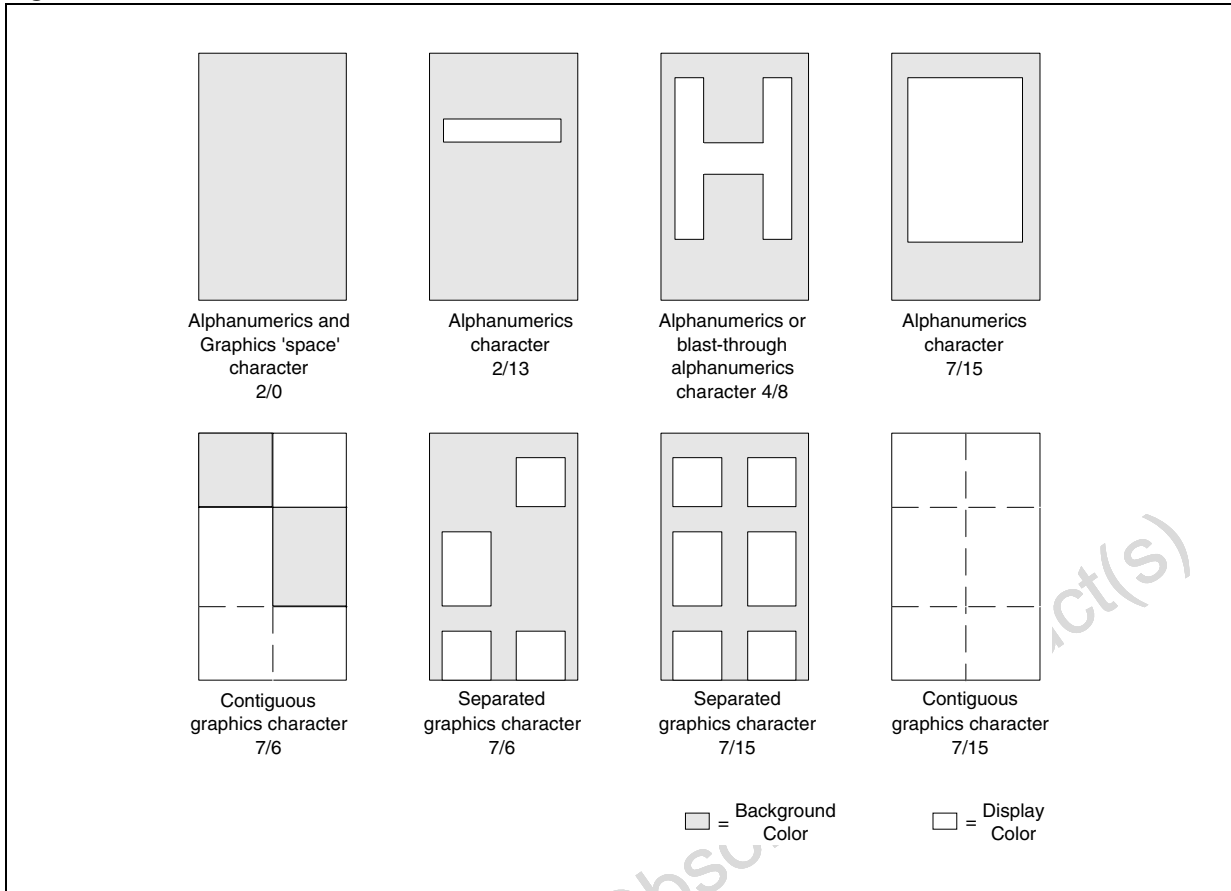 Alphanumerics and
Graphics 'space'
character
2/0
Alphanumerics
character
2/13
Alphanumerics or
blast-through
alphanumerics
character 4/8
Alphanumerics
character
7/15
Contiguous
graphics character
7/6
Separated
graphics character
7/6
Separated
graphics character
7/15
Contiguous
graphics character
7/15
= Background
Color
= Display
Color